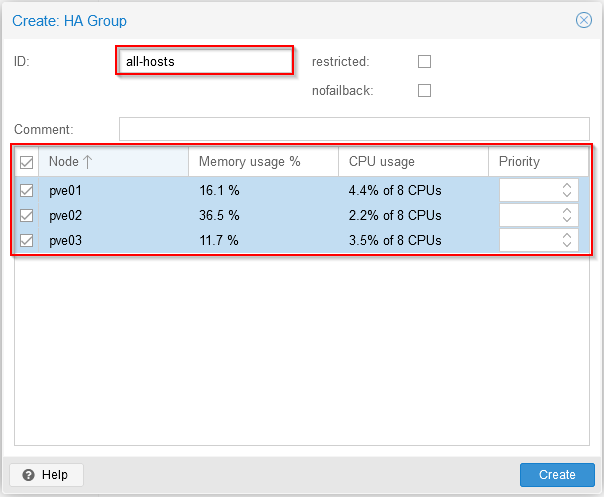 Create: HA Group
ID: all-hosts restricted:
nofailback:
Comment:
Node Memory usage % CPU usage Priority
pve01 16.1 % 4.4% of 8 CPUs
pve02 36.5 % 2.2% of 8 CPUs
pve03 11.7 % 3.5% of 8 CPUs
Help Create